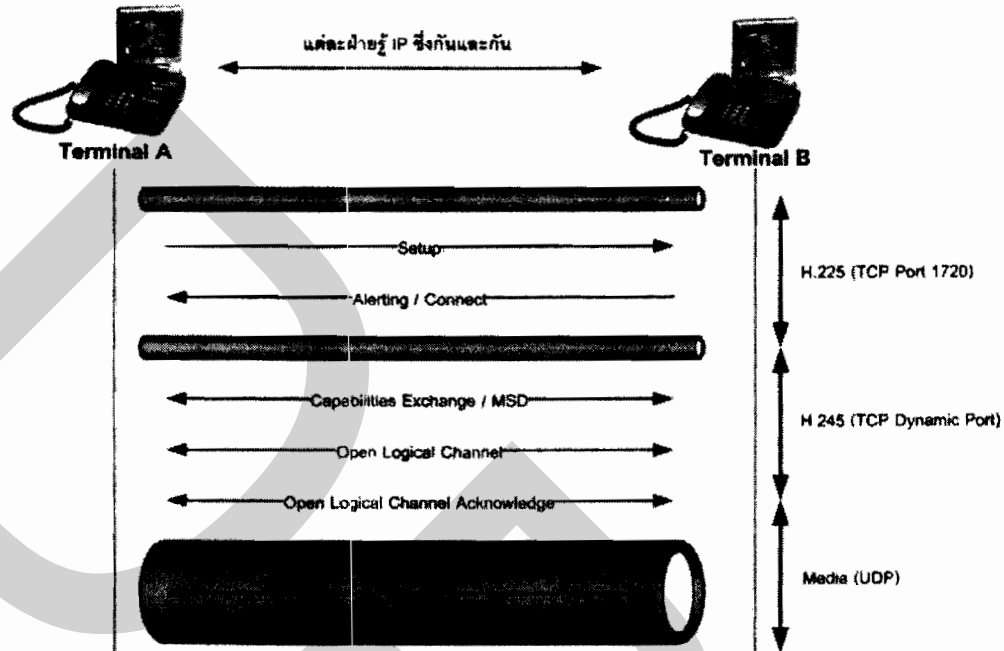 แต่ละฝ่ายรู้ IP ซึ่งกันและกัน
Terminal A
Terminal B
Setup
H.225 (TCP Port 1720)
Alerting / Connect
Capabilities Exchange / MSD
H 245 (TCP Dynamic Port)
Open Logical Channel
Open Logical Channel Acknowledge
Media (UDP)